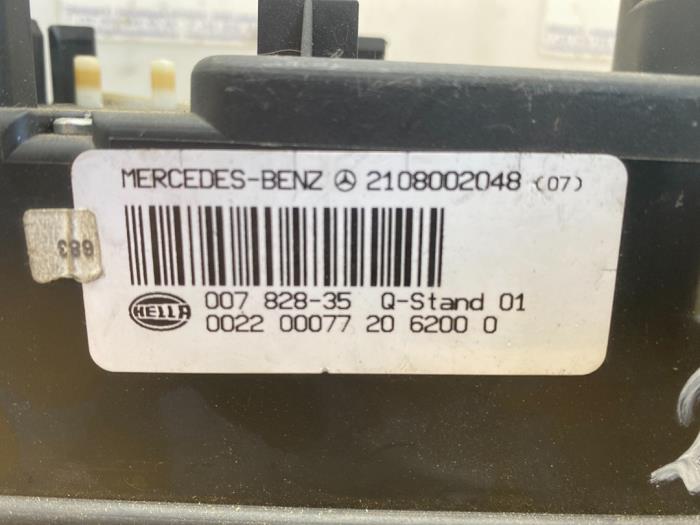 MERCEDES-BENZ 2108002048 (07)
HELLA 007 828-35 Q-Stand 01
0022 00077 20 6200 0
683